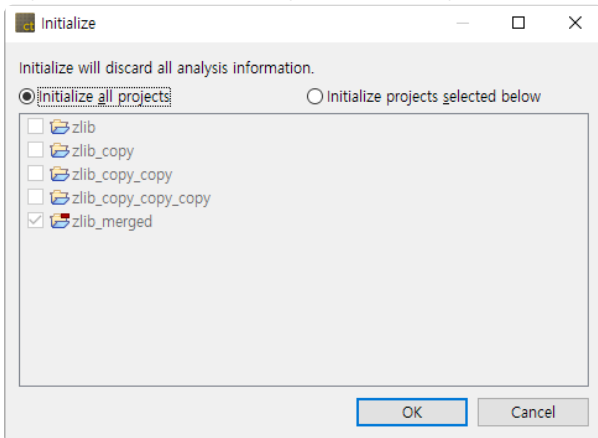 ct Initialize
Initialize will discard all analysis information.
Initialize all projects Initialize projects selected below
zlib
zlib_copy
zlib_copy_copy
zlib_copy_copy_copy
zlib_merged
OK Cancel